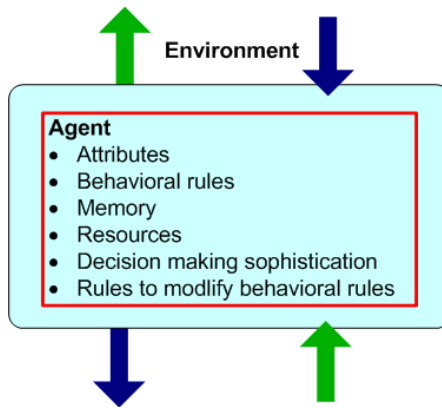 Environment
Agent
• Attributes
• Behavioral rules
• Memory
• Resources
• Decision making sophistication
• Rules to modlify behavioral rules